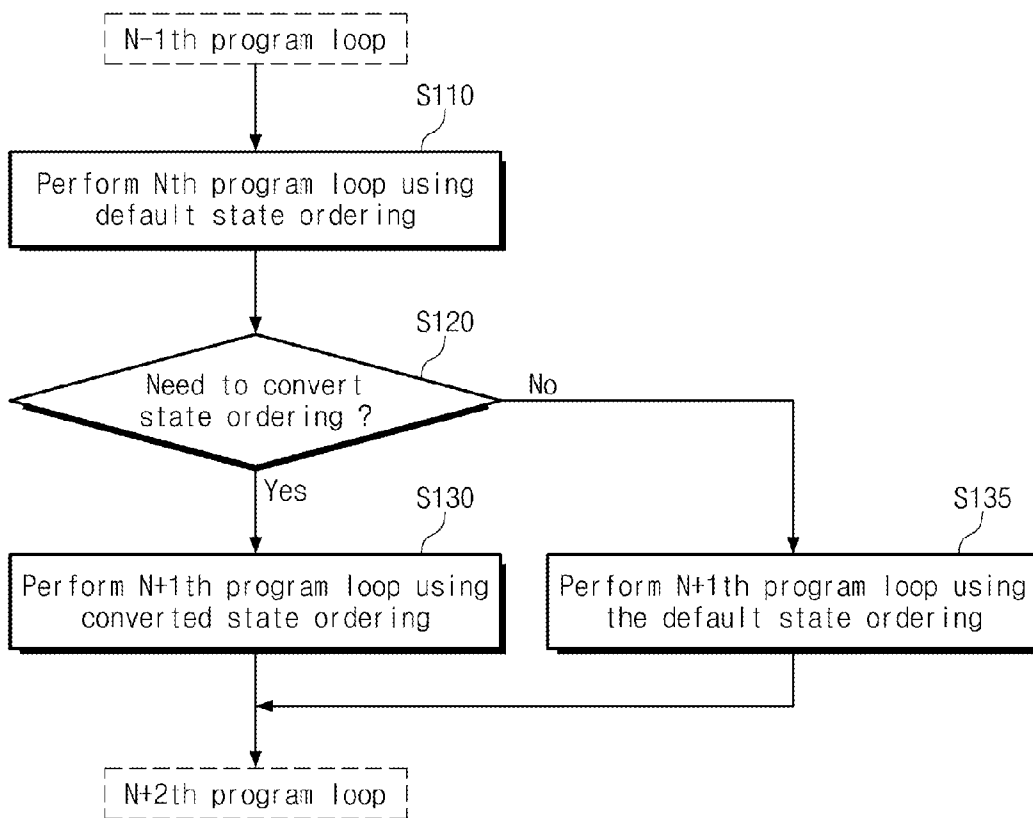 N-1th program loop
S110
Perform Nth program loop using
default state ordering
S120
Need to convert
state ordering ?
No
Yes
S130
Perform N+1th program loop using
converted state ordering
S135
Perform N+1th program loop using
the default state ordering
N+2th program loop